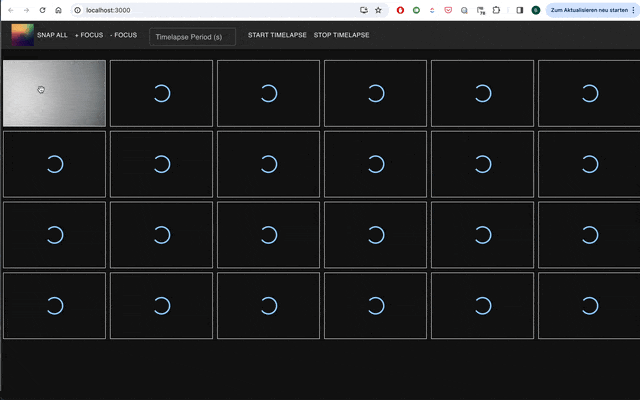 localhost:3000
Zum Aktualisieren neu starten
SNAP ALL + FOCUS - FOCUS Timelapse Period (s) START TIMELAPSE STOP TIMELAPSE